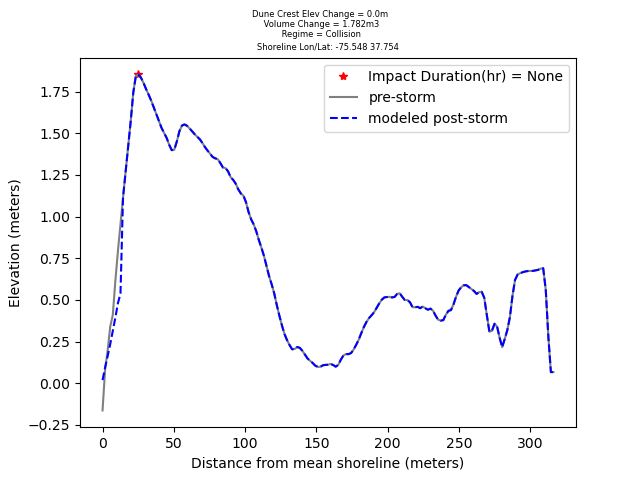 Dune Crest Elev Change = 0.0m
Volume Change = 1.782m3
Regime = Collision
Shoreline Lon/Lat: -75.548 37.754
Impact Duration(hr) = None
pre-storm
modeled post-storm
Elevation (meters)
1.75
1.50
1.25
1.00
0.75
0.50
0.25
0.00
−0.25
0 50 100 150 200 250 300
Distance from mean shoreline (meters)